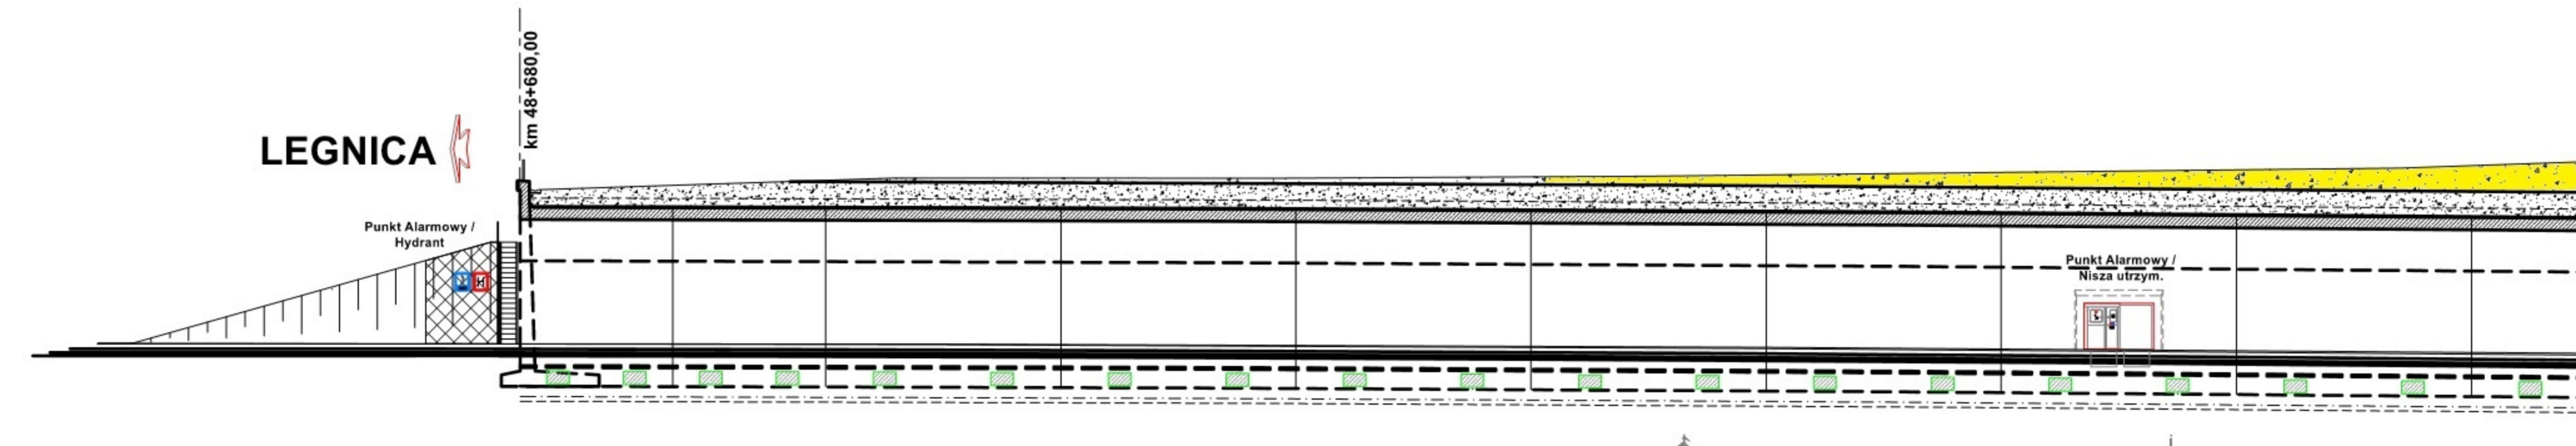 km 48+680,00
LEGNICA
Punkt Alarmowy /
Hydrant
Punkt Alarmowy /
Nisza utrzym.